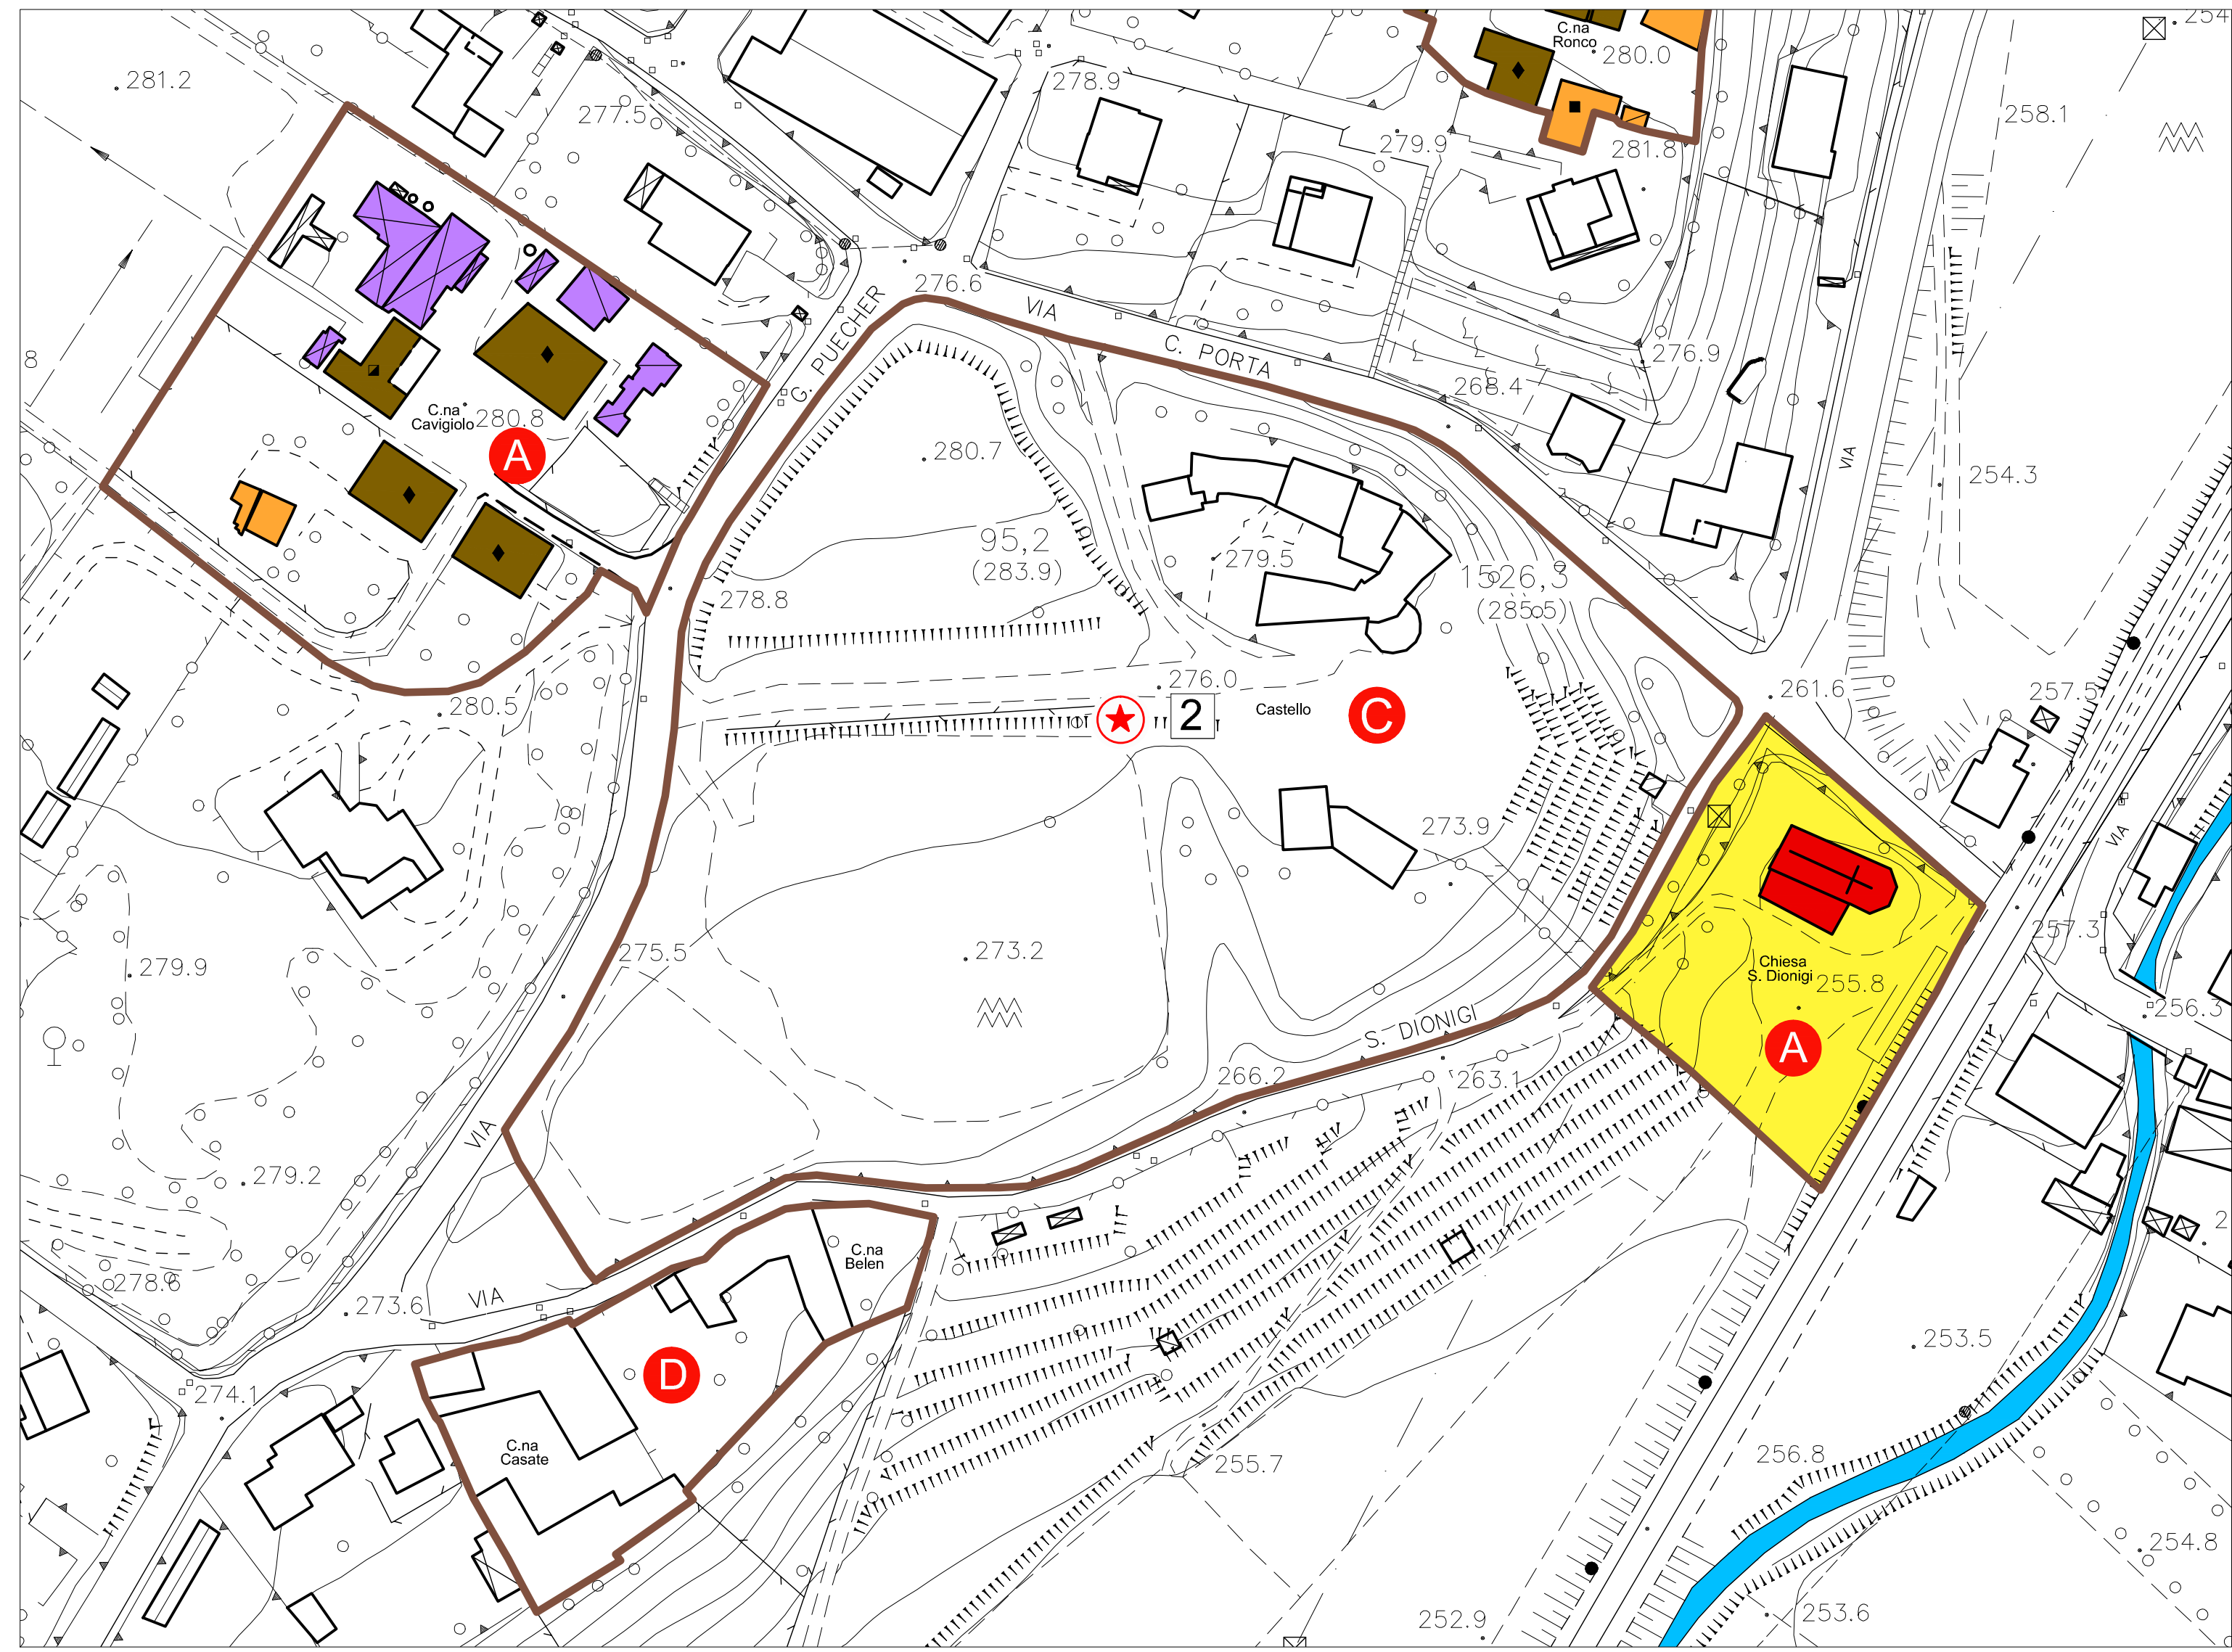 254
281.2
277.5
278.9
C.na
Ronco
280.0
279.9
281.8
258.1
276.6
VIA
C. PORTA
G. PUECHER
276.9
268.4
8
C.na
Cavigiolo
280.8
A
280.7
VIA
254.3
95,2
(283.9)
279.5
1526,3
(285.5)
278.8
276.0
2
Castello
C
261.6
257.5
280.5
273.9
VIA
257.3
275.5
273.2
279.9
Chiesa
S. Dionigi
255.8
256.3
S. DIONIGI
A
266.2
263.1
VIA
279.2
2
C.na
Belen
278.6
273.6
VIA
253.5
D
274.1
C.na
Casate
255.7
256.8
254.8
252.9
253.6